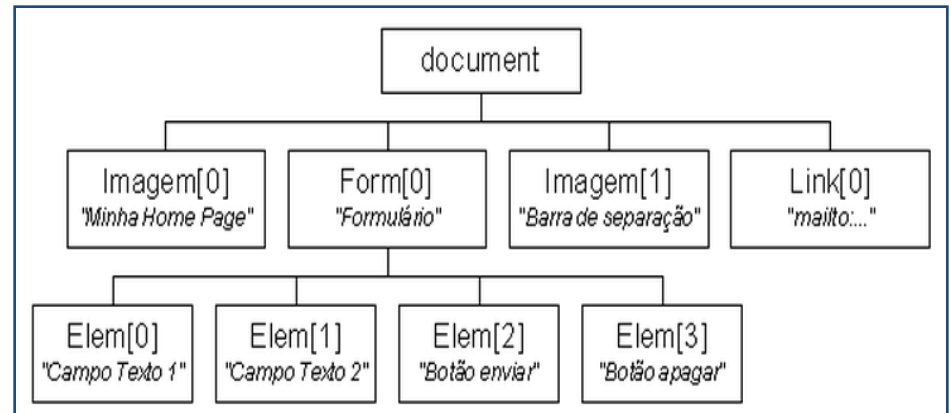 document
Imagem[0]
"Minha Home Page"
Form[0]
"Formulário"
Imagem[1]
"Barra de separação"
Link[0]
"mailto:..."
Elem[0]
"Campo Texto 1"
Elem[1]
"Campo Texto 2"
Elem[2]
"Botão enviar"
Elem[3]
"Botão apagar"